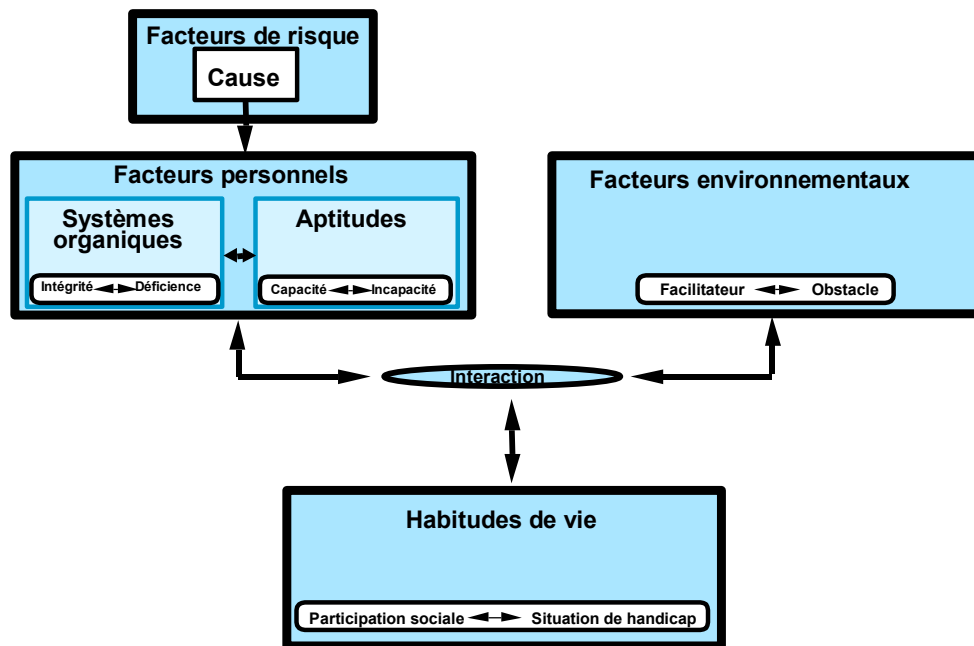 Facteurs de risque
Cause
Facteurs personnels
Systèmes
organiques
Intégrité Déficience
Aptitudes
Capacité Incapacité
Facteurs environnementaux
Facilitateur Obstacle
Interaction
Habitudes de vie
Participation sociale Situation de handicap